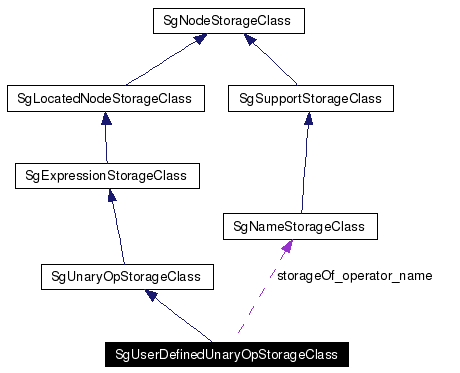 SgNodeStorageClass
SgLocatedNodeStorageClass
SgSupportStorageClass
SgExpressionStorageClass
SgNameStorageClass
SgUnaryOpStorageClass
storageOf_operator_name
SgUserDefinedUnaryOpStorageClass